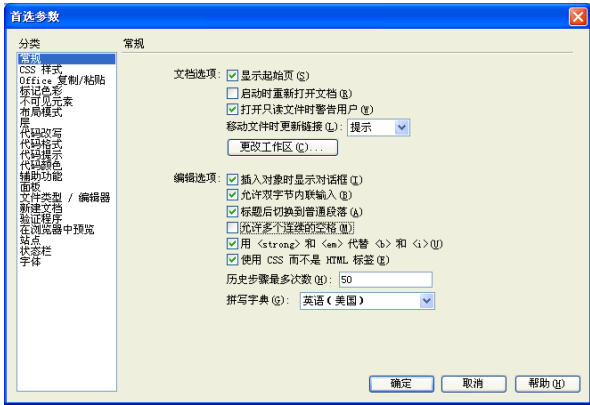 首选参数
分类
常规
常规
CSS 样式
Office 复制/粘贴
标记色彩
不可见元素
布局模式
层
代码改写
代码格式
代码提示
代码颜色
辅助功能
面板
文件类型 / 编辑器
新建文档
验证程序
在浏览器中预览
站点
状态栏
字体
文档选项: 显示起始页(S)
启动时重新打开文档(R)
打开只读文件时警告用户(W)
移动文件时更新链接(L): 提示
更改工作区(C)...
编辑选项: 插入对象时显示对话框(I)
允许双字节内联输入(B)
标题后切换到普通段落(A)
允许多个连续的空格(M)
用 <strong> 和 <em> 代替 <b> 和 <i>(U)
使用 CSS 而不是 HTML 标签(E)
历史步骤最多次数(H): 50
拼写字典(G): 英语(美国)
确定 取消 帮助(H)